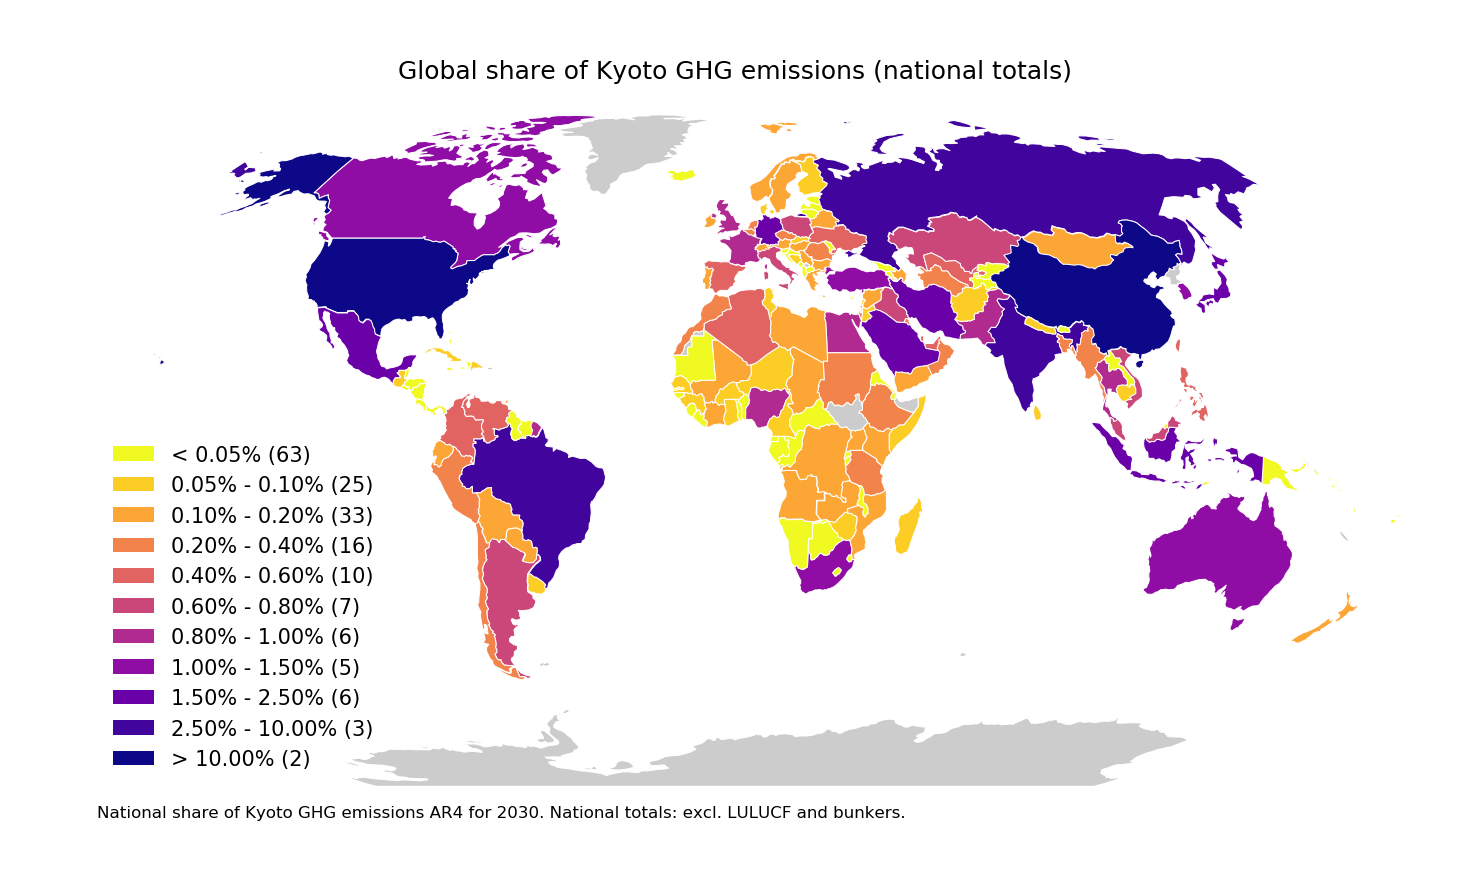 Global share of Kyoto GHG emissions (national totals)
< 0.05% (63)
0.05% - 0.10% (25)
0.10% - 0.20% (33)
0.20% - 0.40% (16)
0.40% - 0.60% (10)
0.60% - 0.80% (7)
0.80% - 1.00% (6)
1.00% - 1.50% (5)
1.50% - 2.50% (6)
2.50% - 10.00% (3)
> 10.00% (2)
National share of Kyoto GHG emissions AR4 for 2030. National totals: excl. LULUCF and bunkers.